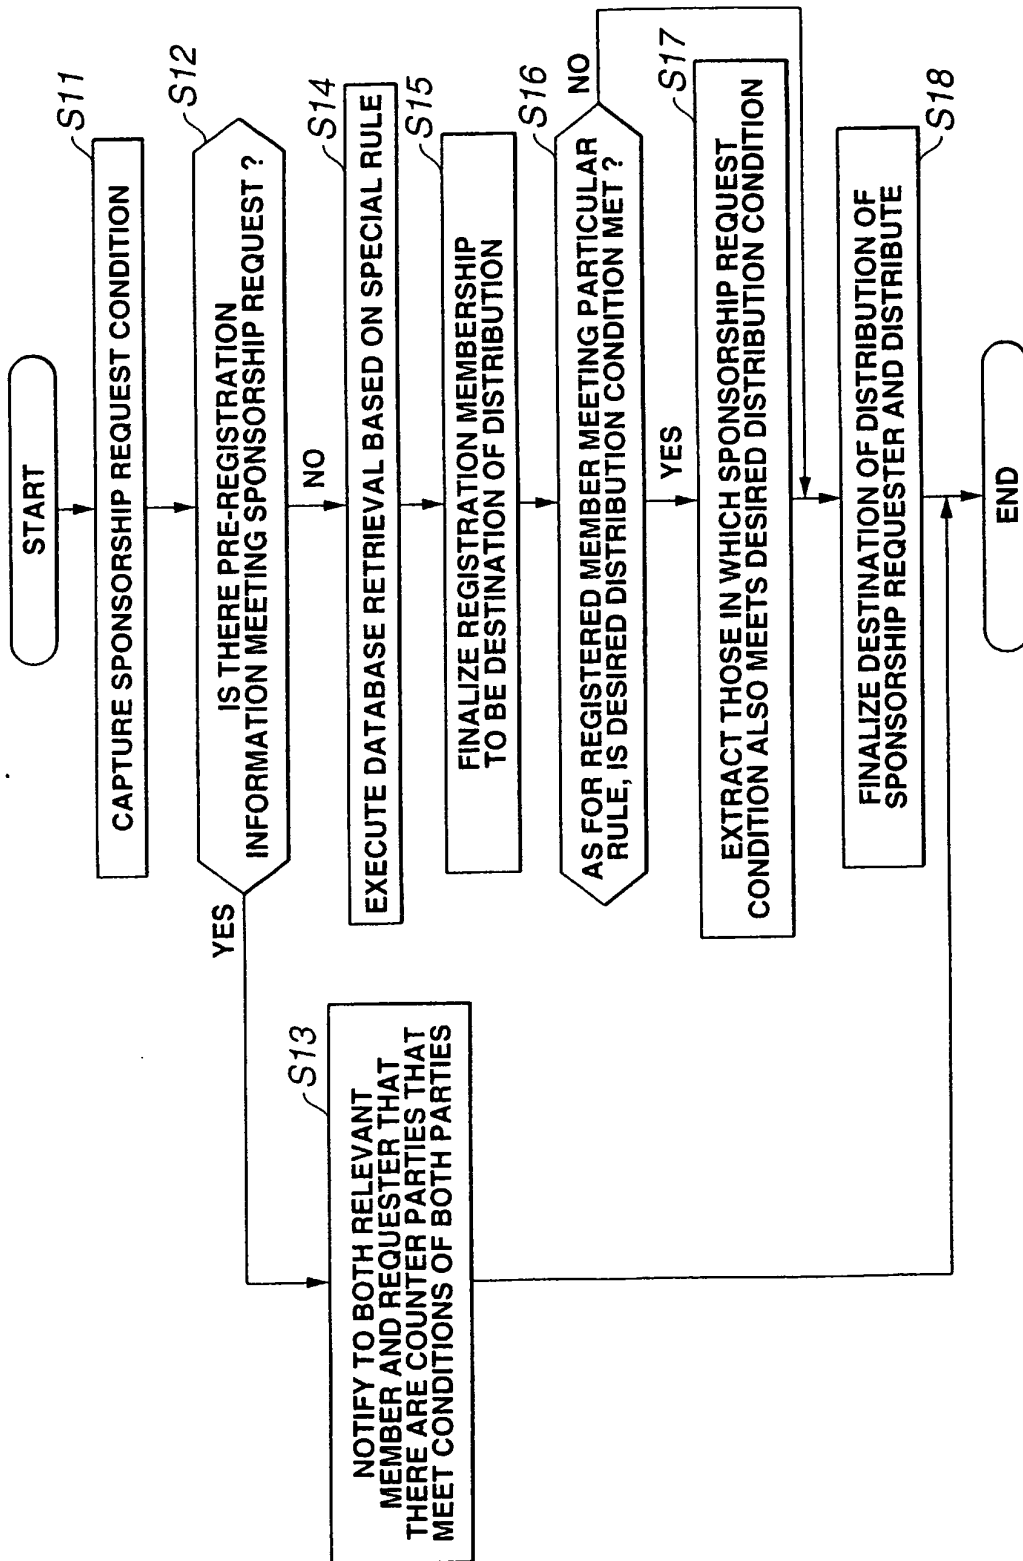 START
S11
CAPTURE SPONSORSHIP REQUEST CONDITION
S12
IS THERE PRE-REGISTRATION
INFORMATION MEETING SPONSORSHIP REQUEST ?
YES
NO
S13
NOTIFY TO BOTH RELEVANT
MEMBER AND REQUESTER THAT
THERE ARE COUNTER PARTIES THAT
MEET CONDITIONS OF BOTH PARTIES
S14
EXECUTE DATABASE RETRIEVAL BASED ON SPECIAL RULE
S15
FINALIZE REGISTRATION MEMBERSHIP
TO BE DESTINATION OF DISTRIBUTION
S16
AS FOR REGISTERED MEMBER MEETING PARTICULAR
RULE, IS DESIRED DISTRIBUTION CONDITION MET ?
NO
YES
S17
EXTRACT THOSE IN WHICH SPONSORSHIP REQUEST
CONDITION ALSO MEETS DESIRED DISTRIBUTION CONDITION
S18
FINALIZE DESTINATION OF DISTRIBUTION OF
SPONSORSHIP REQUESTER AND DISTRIBUTE
END